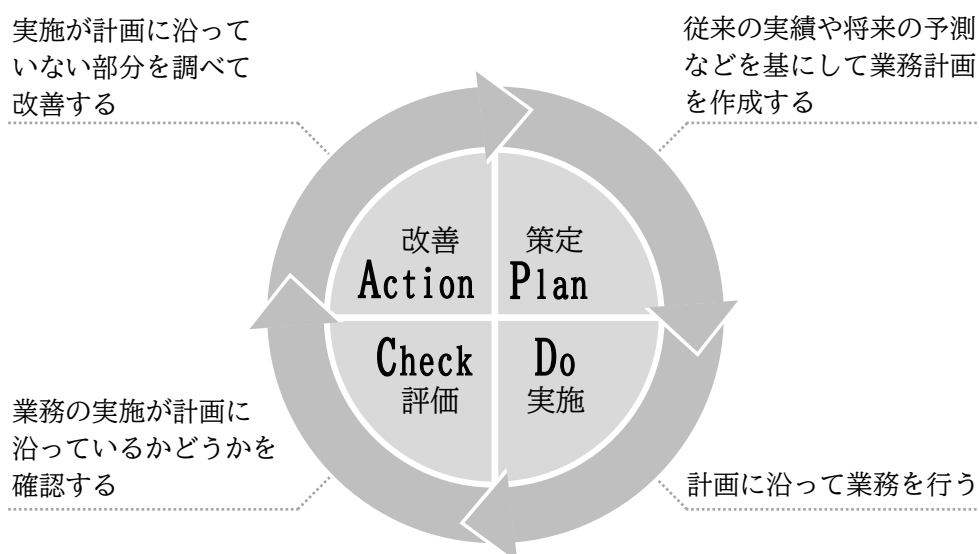 実施が計画に沿って
いない部分を調べて
改善する
従来の実績や将来の予測
などを基にして業務計画
を作成する
改善
Action
策定
Plan
Check
評価
Do
実施
業務の実施が計画に
沿っているかどうかを
確認する
計画に沿って業務を行う